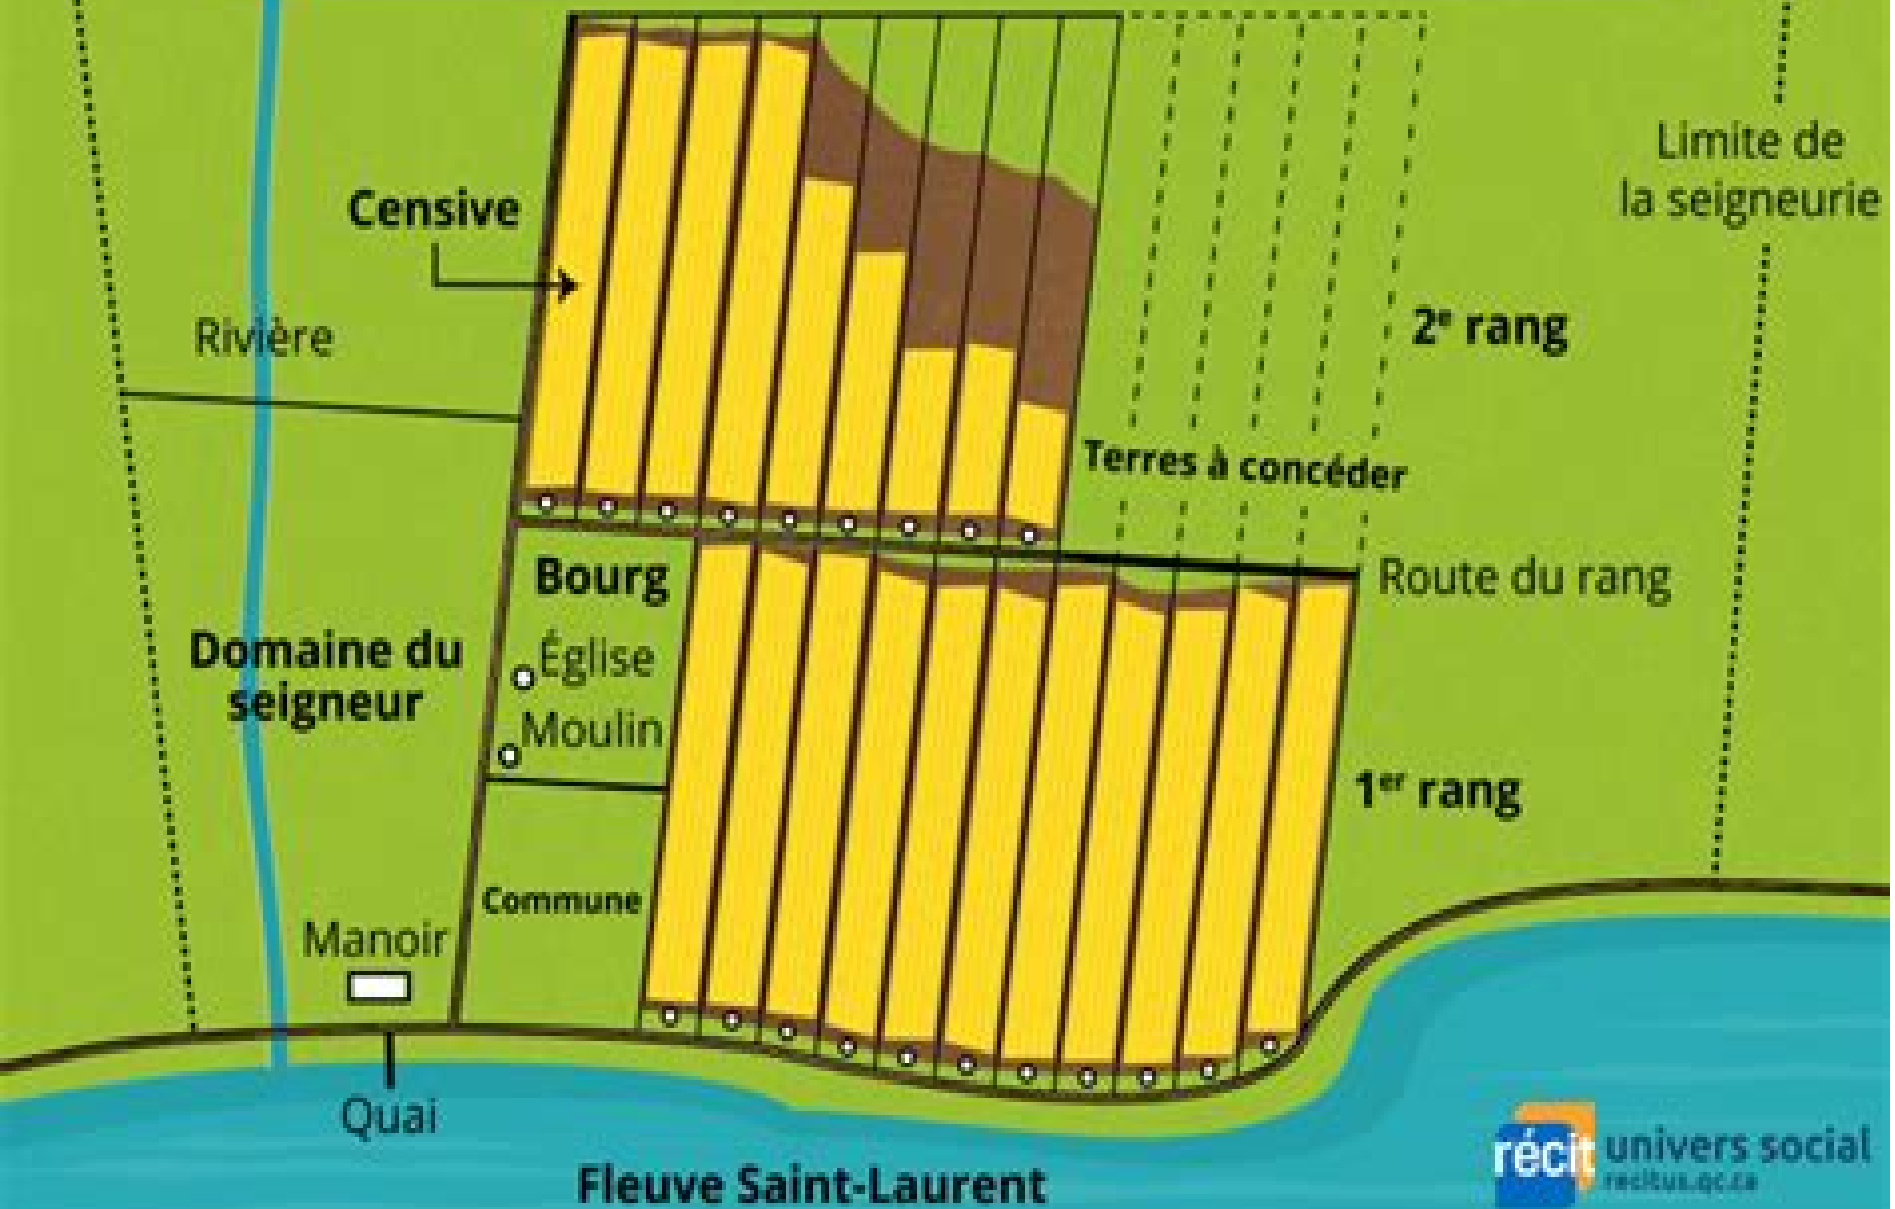 Limite de
la seigneurie
Censive
Rivière
2e rang
Terres à concéder
Bourg
Route du rang
Église
Domaine du
seigneur
Moulin
1er rang
Commune
Manoir
Quai
Fleuve Saint-Laurent
récit univers social
recitus.qc.ca